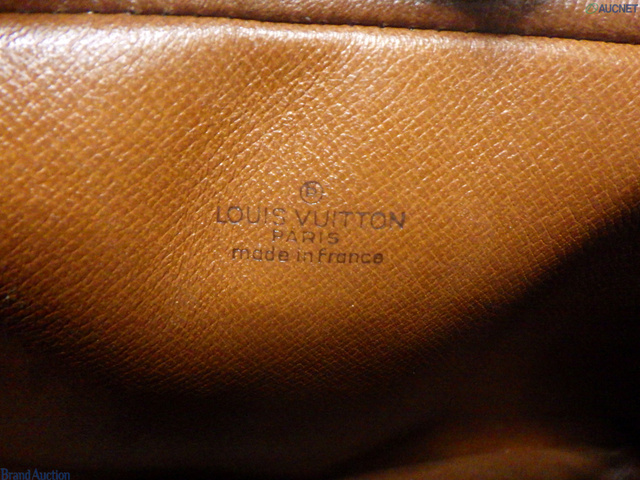 AUCNET
®
LOUIS VUITTON
PARIS
made in france
Brand Auction